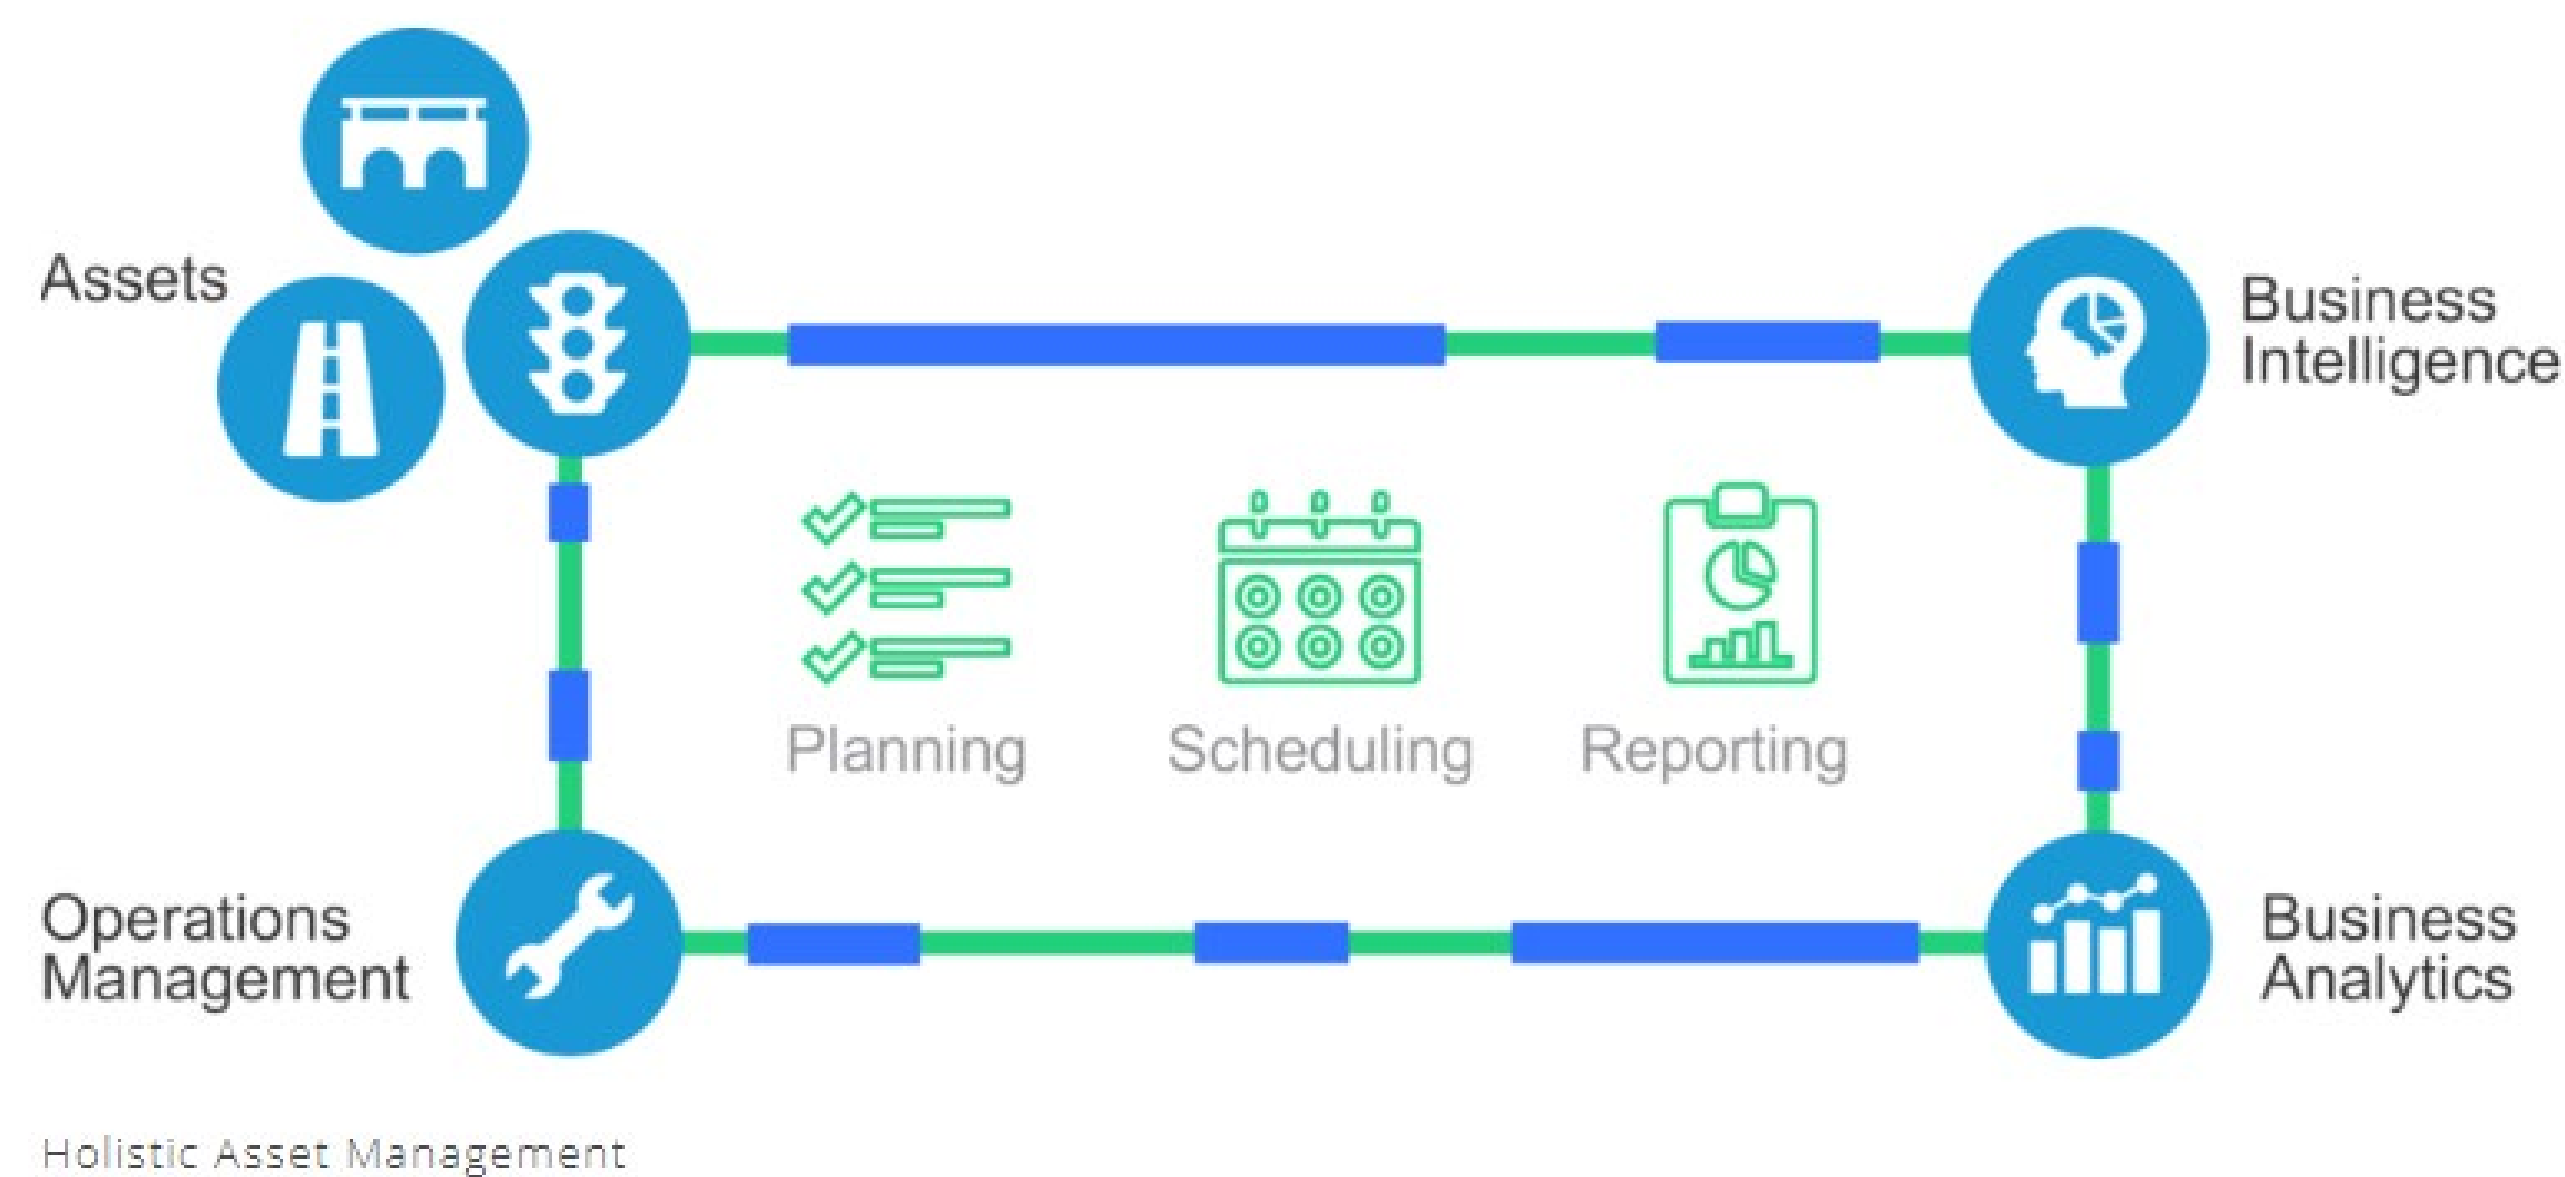 Assets
Business
Intelligence
Planning
Scheduling
Reporting
Operations
Management
Business
Analytics
Holistic Asset Management